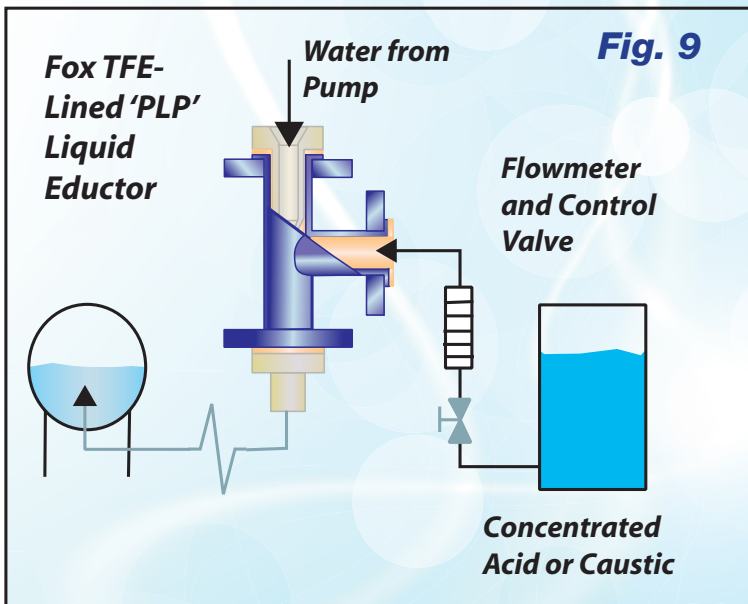 Fox TFE-
Lined 'PLP'
Liquid
Eductor
Water from
Pump
Fig. 9
Flowmeter
and Control
Valve
Concentrated
Acid or Caustic